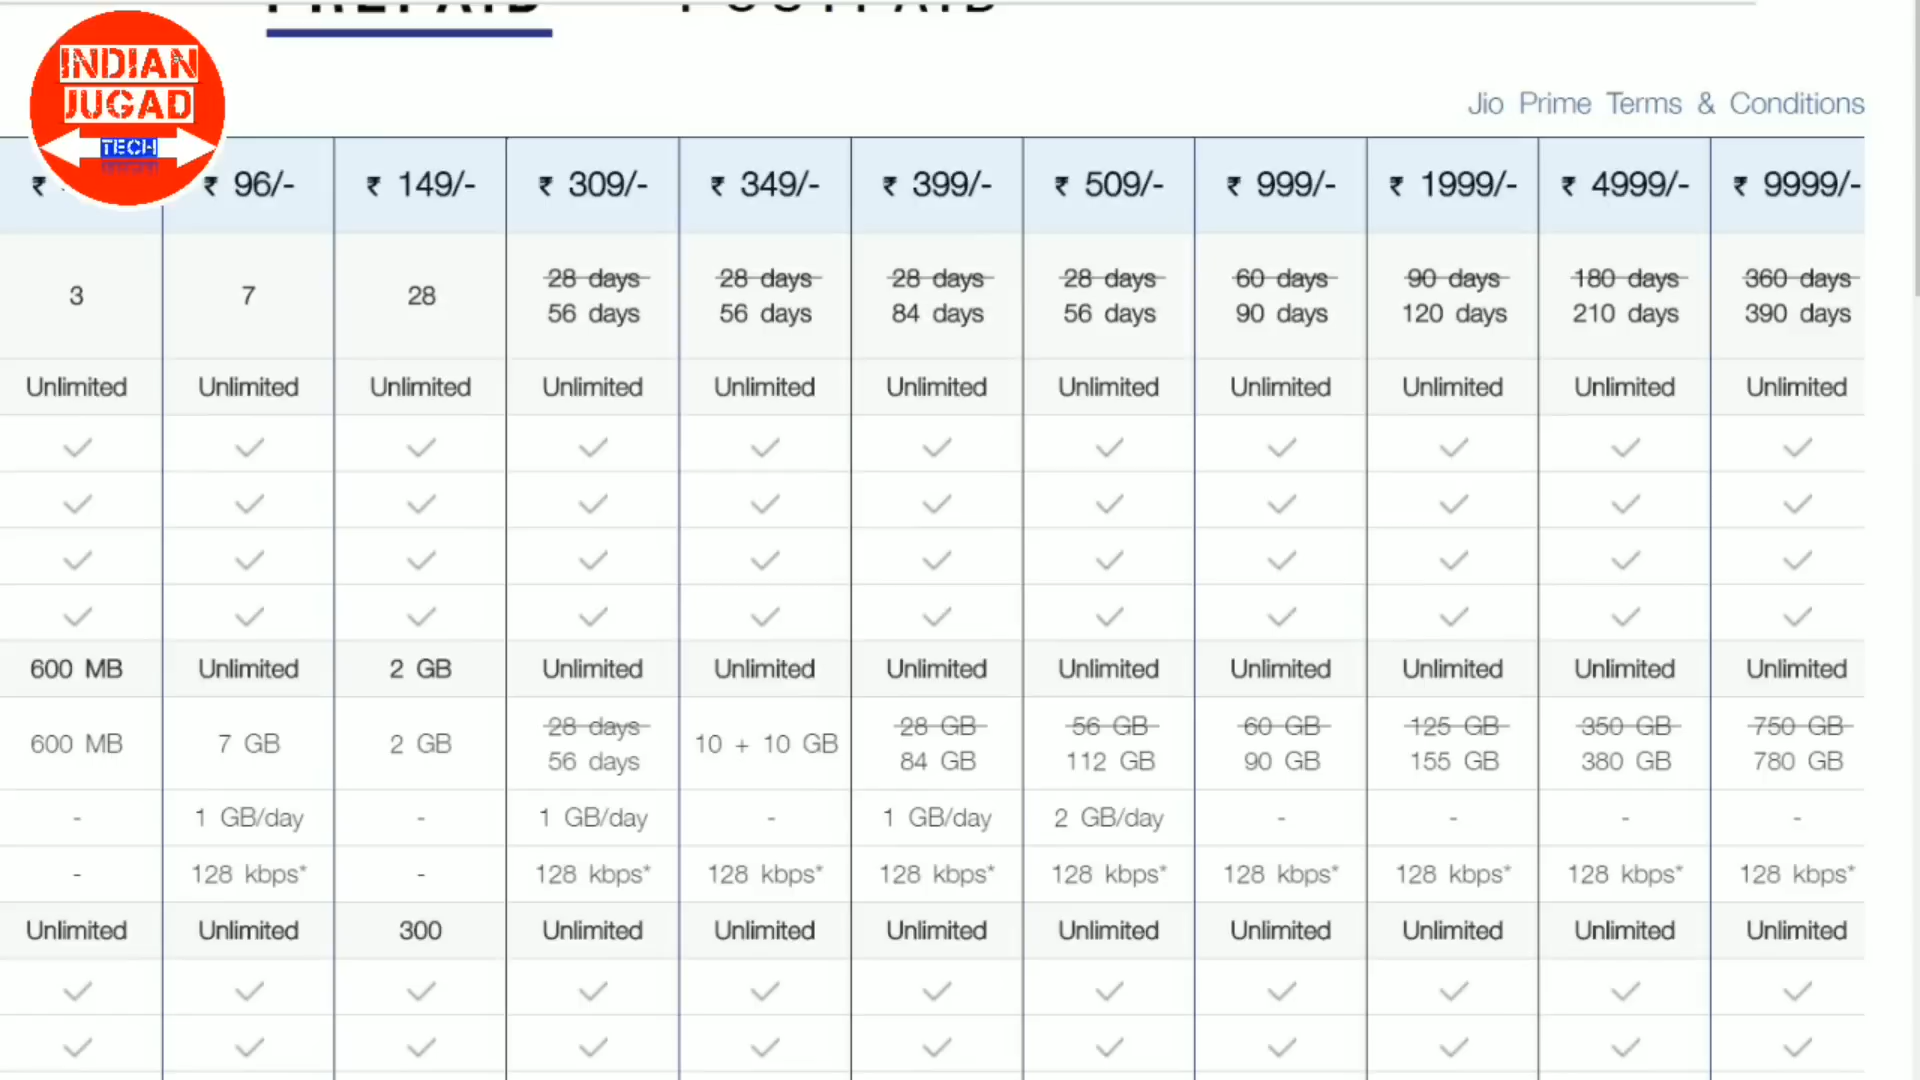 PREPAID POSTPAID
INDIAN
JUGAD
TECH
Jio Prime Terms & Conditions
₹ ₹ 96/- ₹ 149/- ₹ 309/- ₹ 349/- ₹ 399/- ₹ 509/- ₹ 999/- ₹ 1999/- ₹ 4999/- ₹ 9999/-
28 days 28 days 28 days 28 days 60 days 90 days 180 days 360 days
3 7 28
56 days 56 days 84 days 56 days 90 days 120 days 210 days 390 days
Unlimited Unlimited Unlimited Unlimited Unlimited Unlimited Unlimited Unlimited Unlimited Unlimited Unlimited
600 MB Unlimited 2 GB Unlimited Unlimited Unlimited Unlimited Unlimited Unlimited Unlimited Unlimited
28 days 28 GB 56 GB 60 GB 125 GB 350 GB 750 GB
600 MB 7 GB 2 GB 10 + 10 GB
56 days 84 GB 112 GB 90 GB 155 GB 380 GB 780 GB
- 1 GB/day - 1 GB/day - 1 GB/day 2 GB/day - - - -
- 128 kbps* - 128 kbps* 128 kbps* 128 kbps* 128 kbps* 128 kbps* 128 kbps* 128 kbps* 128 kbps*
Unlimited Unlimited 300 Unlimited Unlimited Unlimited Unlimited Unlimited Unlimited Unlimited Unlimited